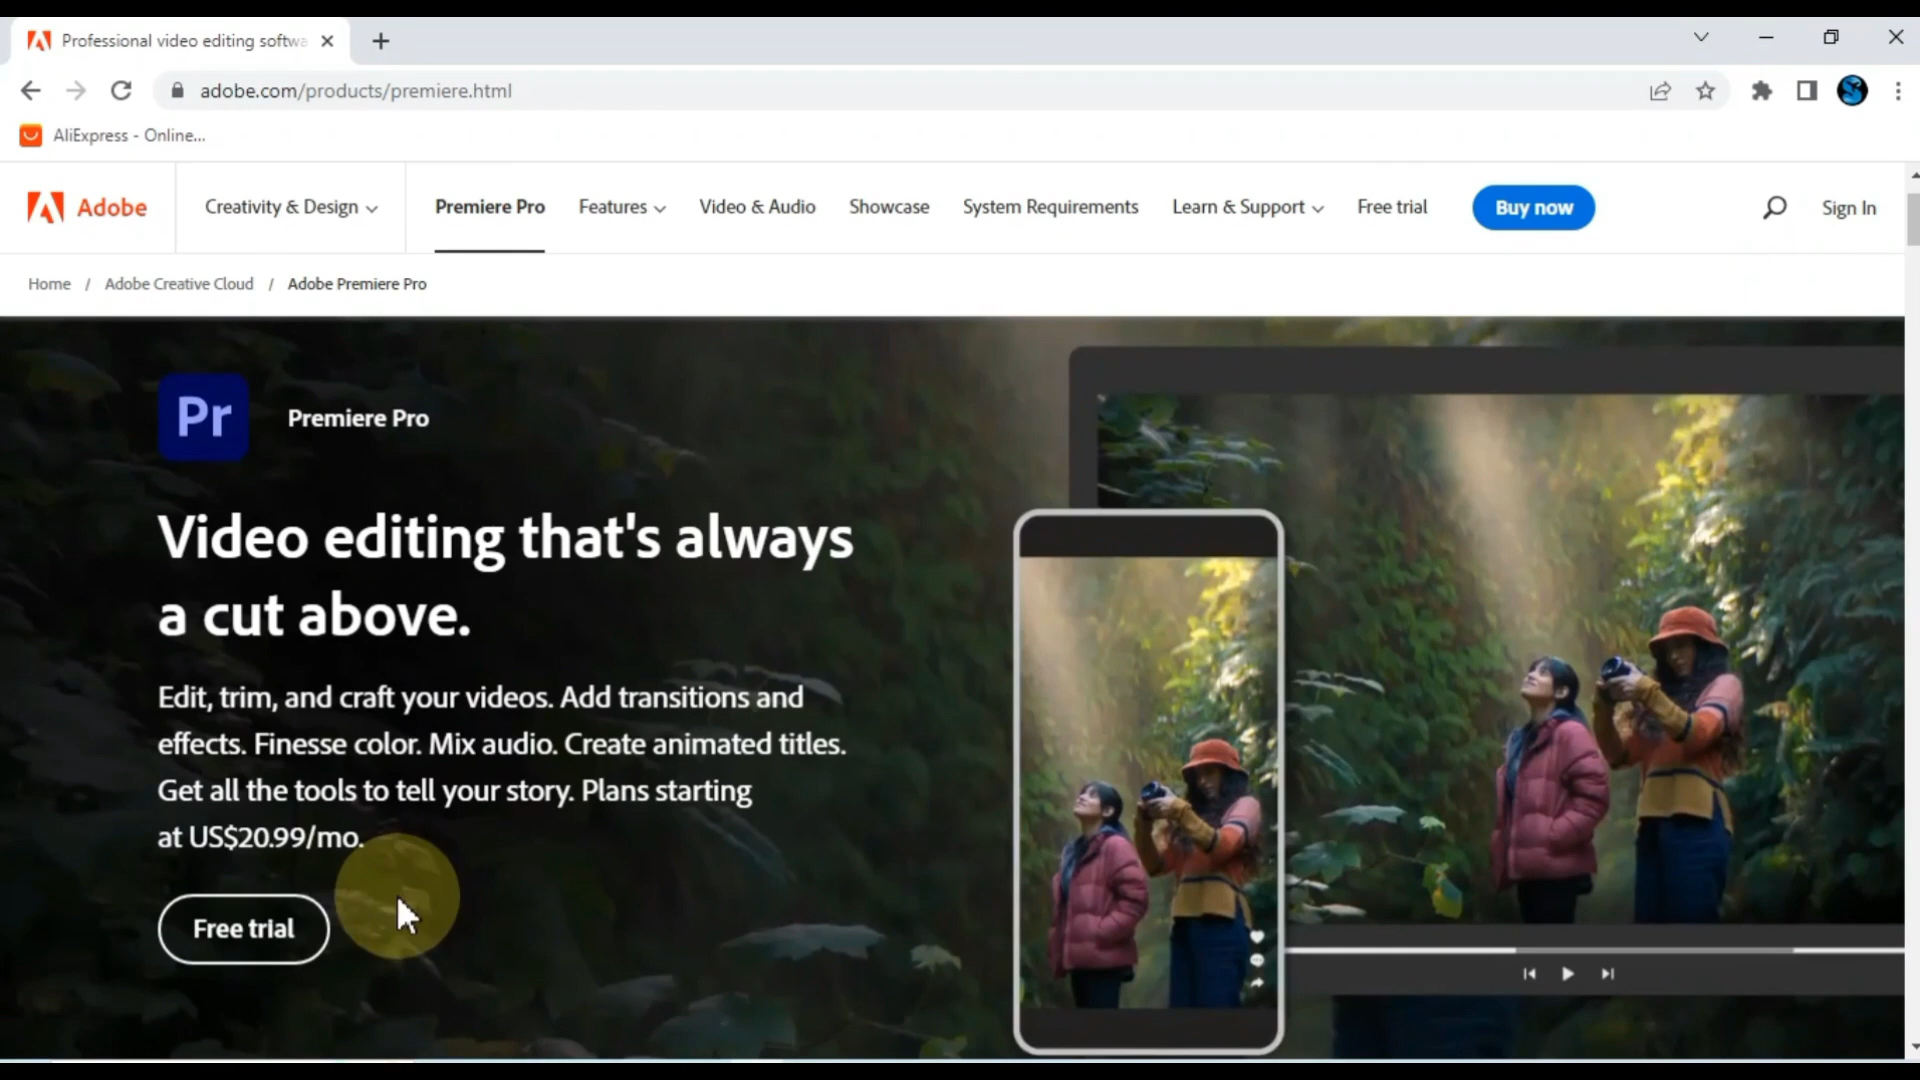 Professional video editing softwa
adobe.com/products/premiere.html
AliExpress - Online...
Adobe
Creativity & Design
Premiere Pro
Features
Video & Audio
Showcase
System Requirements
Learn & Support
Free trial
Buy now
Sign In
Home / Adobe Creative Cloud / Adobe Premiere Pro
Pr
Premiere Pro
Video editing that's always
a cut above.
Edit, trim, and craft your videos. Add transitions and
effects. Finesse color. Mix audio. Create animated titles.
Get all the tools to tell your story. Plans starting
at US$20.99/mo.
Free trial